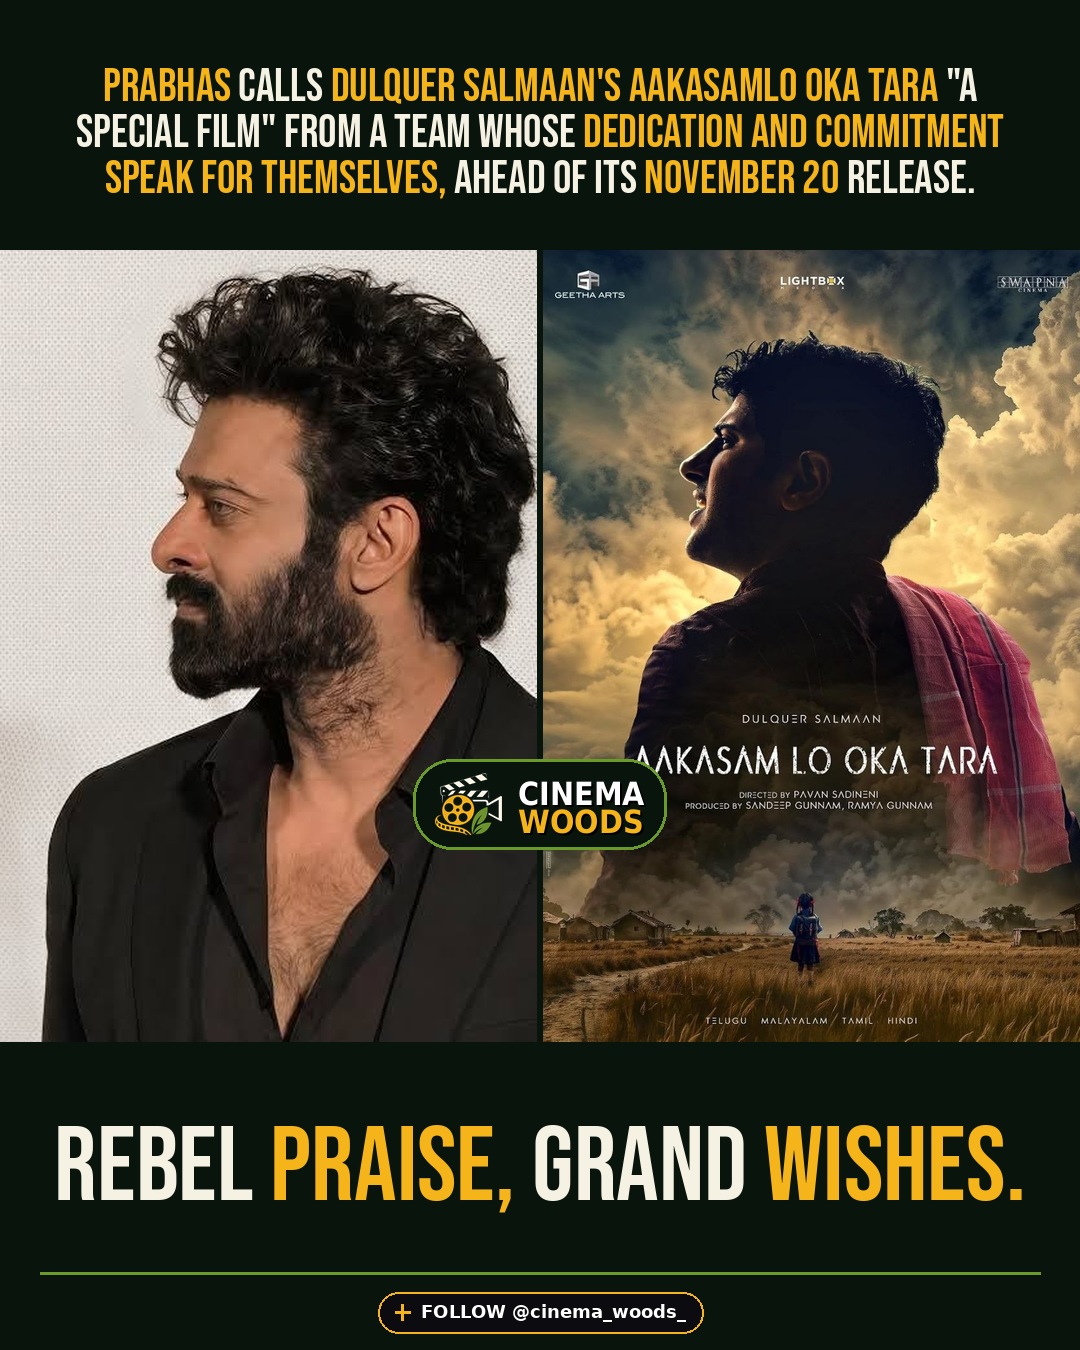 PRABHAS CALLS DULQUER SALMAAN'S AAKASAMLO OKA TARA "A
SPECIAL FILM" FROM A TEAM WHOSE DEDICATION AND COMMITMENT
SPEAK FOR THEMSELVES, AHEAD OF ITS NOVEMBER 20 RELEASE.
GEETHA ARTS
LIGHTBOX
SWAPNA
CINEMA
DULQUER SALMAAN
AAKASAM LO OKA TARA
DIRECTED BY PAVAN SADINENI
PRODUCED BY SANDEEP GUNNAM, RAMYA GUNNAM
CINEMA
WOODS
TELUGU MALAYALAM TAMIL HINDI
REBEL PRAISE, GRAND WISHES.
+ FOLLOW @cinema_woods_